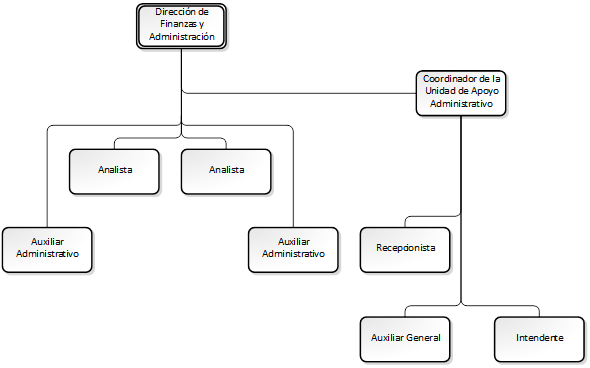 Dirección de
Finanzas y
Administración
Coordinador de la
Unidad de Apoyo
Administrativo
Analista
Analista
Auxiliar
Administrativo
Auxiliar
Administrativo
Recepcionista
Auxiliar General
Intendente